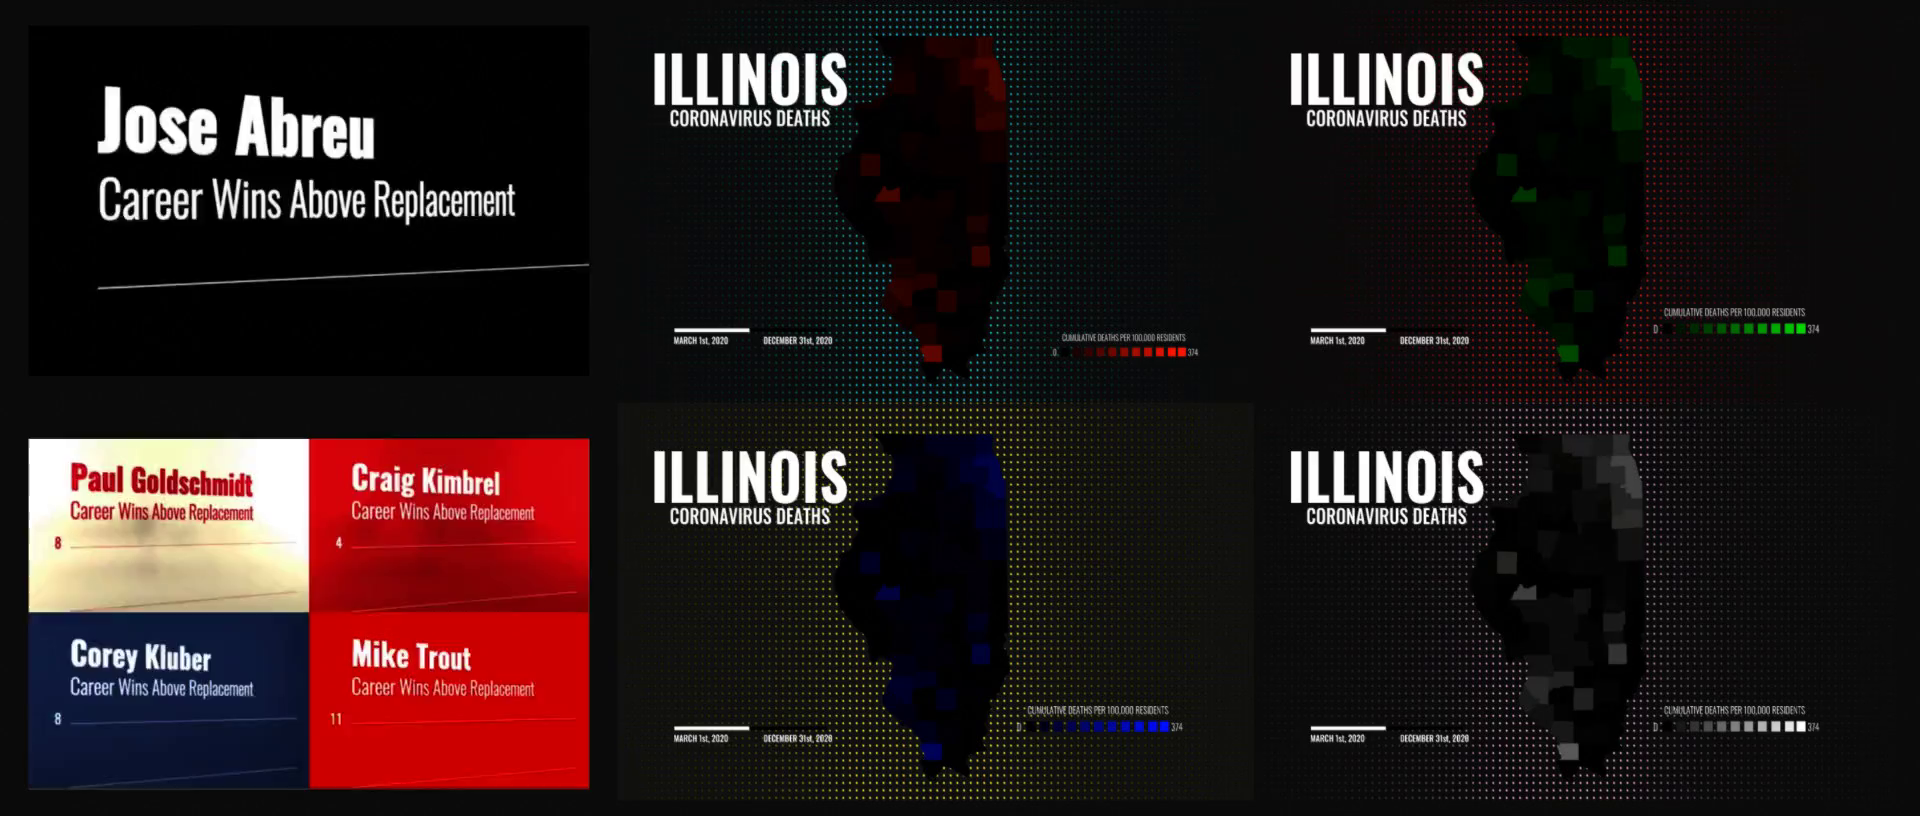 Jose Abreu
Career Wins Above Replacement
ILLINOIS
CORONAVIRUS DEATHS
MARCH 1st, 2020
DECEMBER 31st, 2020
CUMULATIVE DEATHS PER 100,000 RESIDENTS
0
374
ILLINOIS
CORONAVIRUS DEATHS
MARCH 1st, 2020
DECEMBER 31st, 2020
CUMULATIVE DEATHS PER 100,000 RESIDENTS
0
374
Paul Goldschmidt
Career Wins Above Replacement
8
Craig Kimbrel
Career Wins Above Replacement
4
Corey Kluber
Career Wins Above Replacement
8
Mike Trout
Career Wins Above Replacement
11
ILLINOIS
CORONAVIRUS DEATHS
MARCH 1st, 2020
DECEMBER 31st, 2020
CUMULATIVE DEATHS PER 100,000 RESIDENTS
0
374
ILLINOIS
CORONAVIRUS DEATHS
MARCH 1st, 2020
DECEMBER 31st, 2020
CUMULATIVE DEATHS PER 100,000 RESIDENTS
0
374